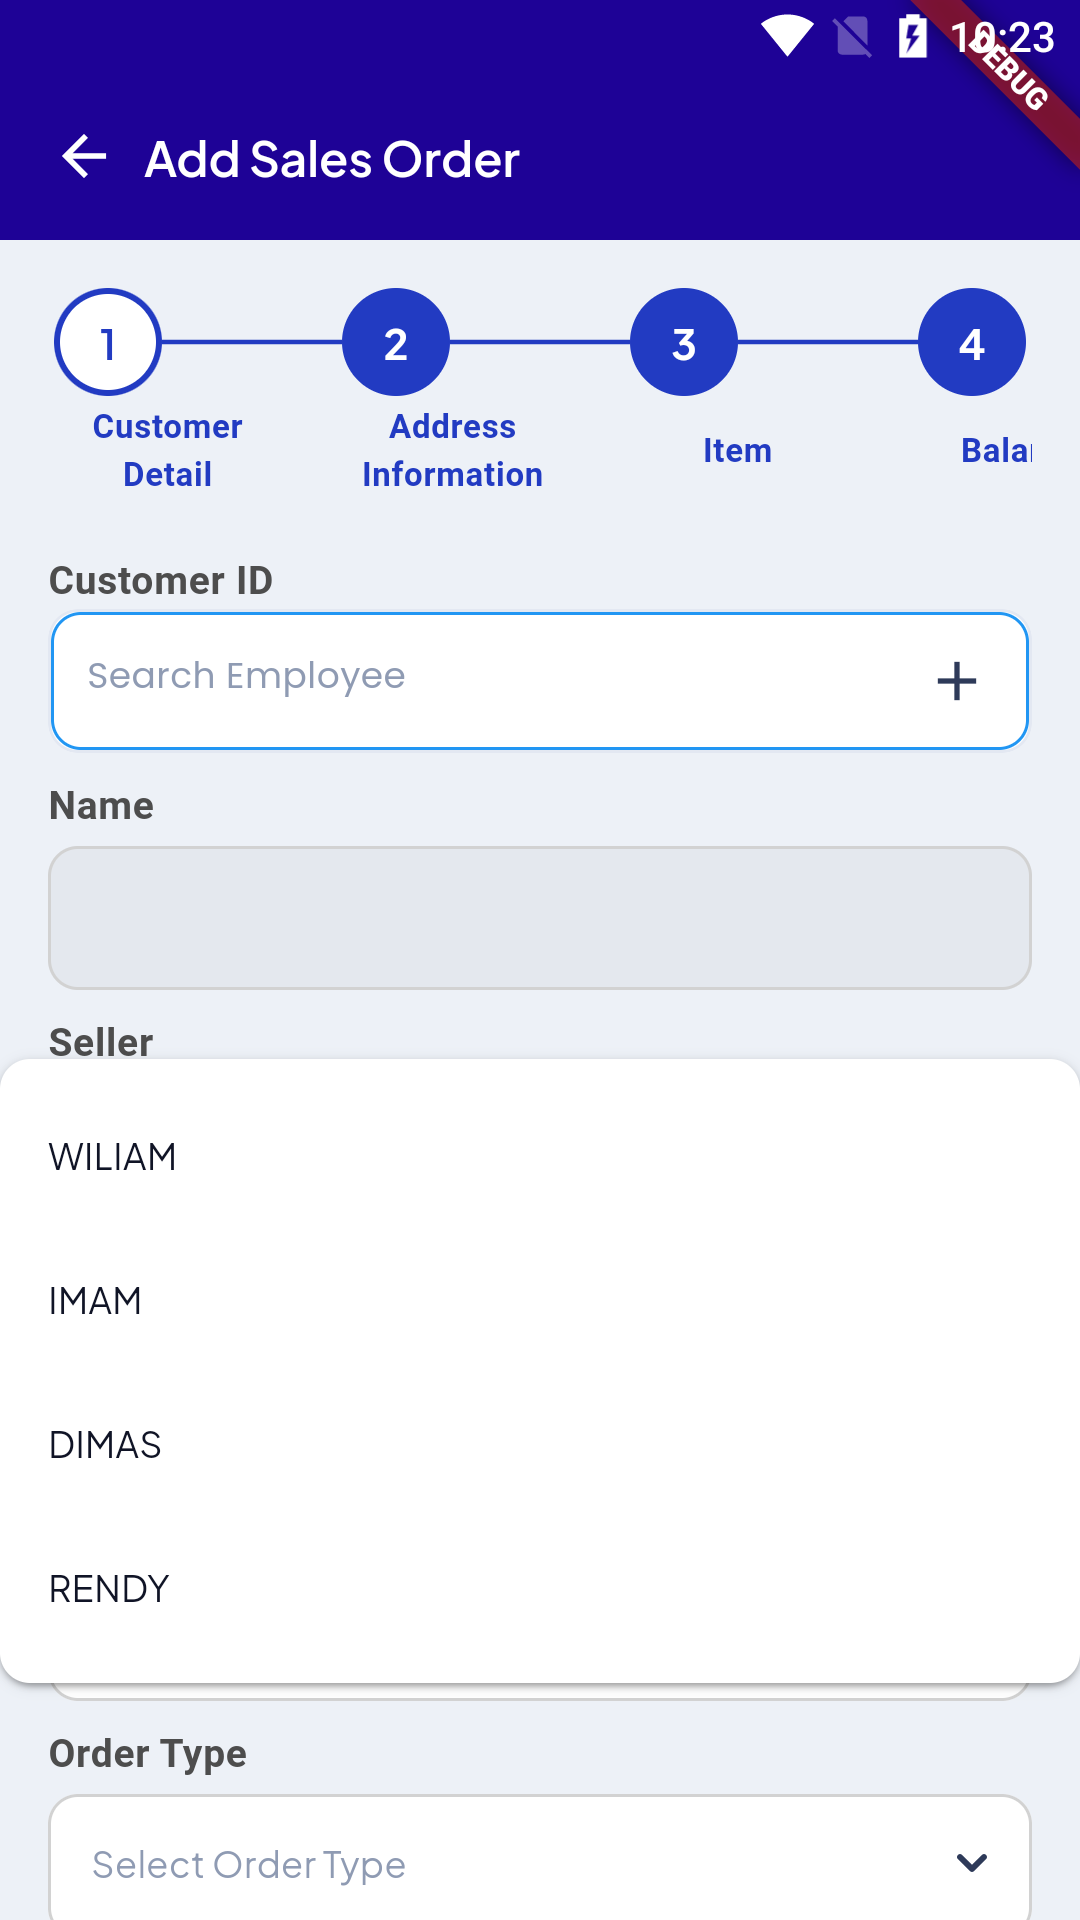 10:23
DEBUG
Add Sales Order
1 2 3 4
Customer Detail
Address Information
Item
Balar
Customer ID
Search Employee
Name
Seller
WILIAM
IMAM
DIMAS
RENDY
Order Type
Select Order Type